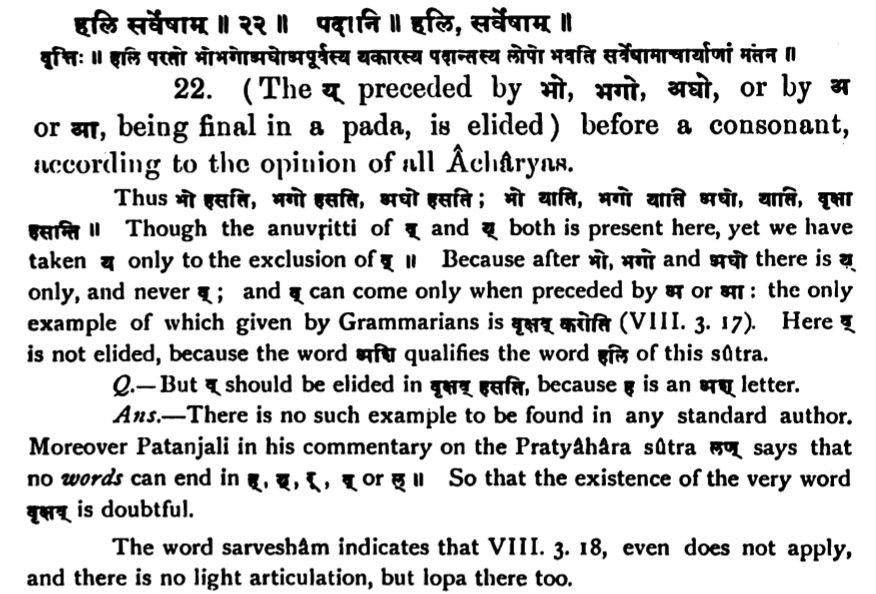 हलि सर्वेषाम् ॥ २२ ॥ पदानि ॥ हलि, सर्वेषाम् ॥
वृत्तिः ॥ हलि परतो भोभगोअघोअपूर्वस्य यकारस्य पदान्तस्य लोपो भवति सर्वेषामाचार्याणां मतेन ॥
22. (The य् preceded by भो, भगो, अघो, or by अ
or आ, being final in a pada, is elided) before a consonant,
according to the opinion of all Âchâryas.
Thus भो हसति, भगो हसति, अघो हसति; भो याति, भगो याति अघो, याति, वृक्षा
हसन्ति ॥ Though the anuvṛitti of व् and य् both is present here, yet we have
taken य only to the exclusion of व् ॥ Because after भो, भगो and अघो there is य्
only, and never व्; and व् can come only when preceded by अ or आ: the only
example of which given by Grammarians is वृक्षव् करोति (VIII. 3. 17). Here व्
is not elided, because the word अशि qualifies the word हलि of this sûtra.
Q.—But व् should be elided in वृक्षव् हसति, because ह is an अश् letter.
Ans.—There is no such example to be found in any standard author.
Moreover Patanjali in his commentary on the Pratyâhâra sûtra लण् says that
no words can end in ह्, य्, र्, व् or ल् ॥ So that the existence of the very word
वृक्षव् is doubtful.
The word sarveshâm indicates that VIII. 3. 18, even does not apply,
and there is no light articulation, but lopa there too.